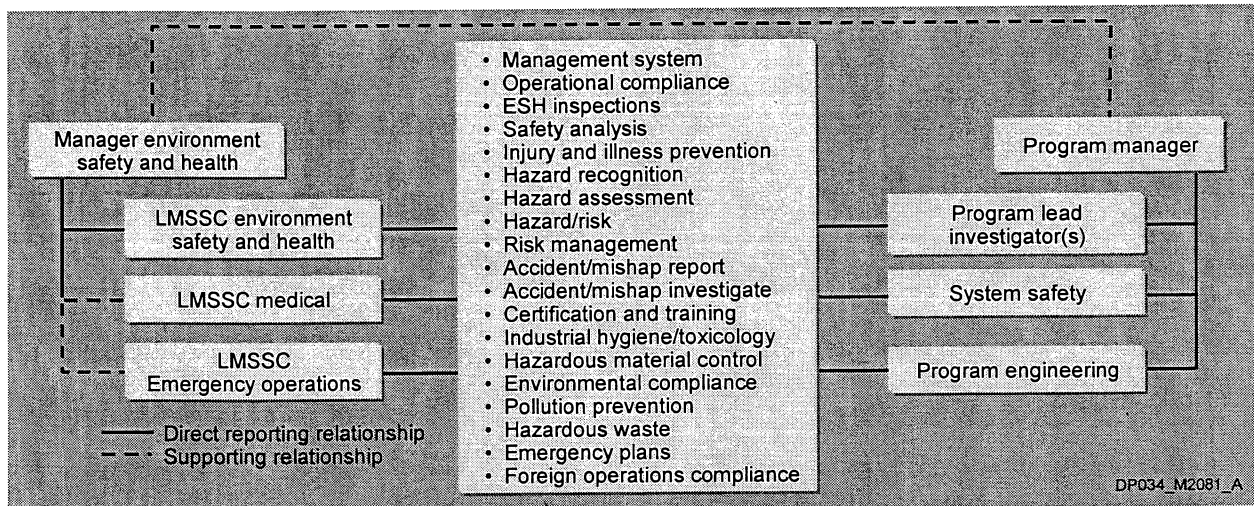 Manager environment
safety and health
LMSSC environment
safety and health
LMSSC medical
LMSSC
Emergency operations
Direct reporting relationship
Supporting relationship
• Management system
• Operational compliance
• ESH inspections
• Safety analysis
• Injury and illness prevention
• Hazard recognition
• Hazard assessment
• Hazard/risk
• Risk management
• Accident/mishap report
• Accident/mishap investigate
• Certification and training
• Industrial hygiene/toxicology
• Hazardous material control
• Environmental compliance
• Pollution prevention
• Hazardous waste
• Emergency plans
• Foreign operations compliance
Program manager
Program lead
investigator(s)
System safety
Program engineering
DP034_M2081_A